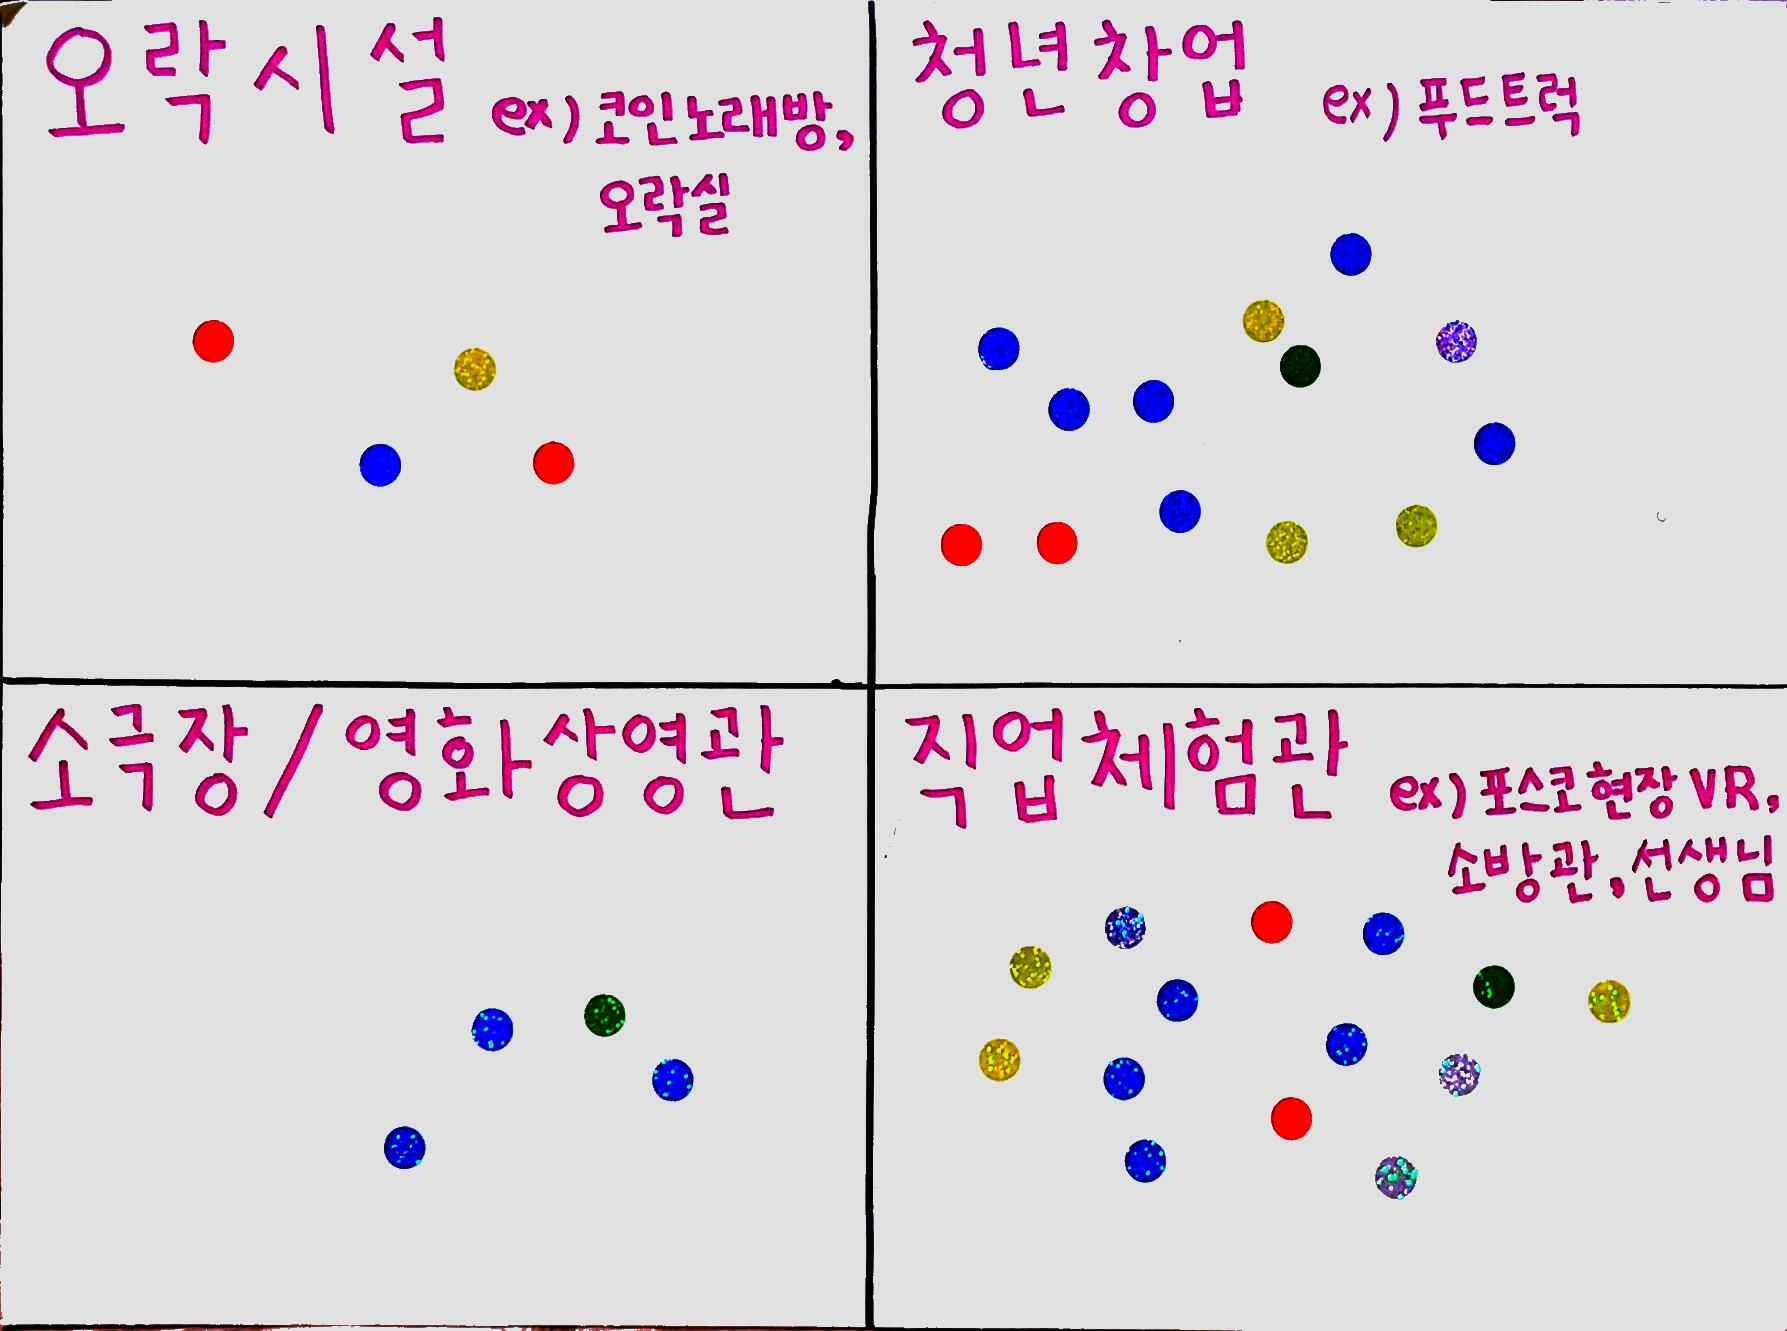 오락시설 ex) 코인노래방,
오락실
청년창업 ex) 푸드트럭
소극장/영화상영관
직업체험관 ex) 포스코현장VR,
소방관, 선생님